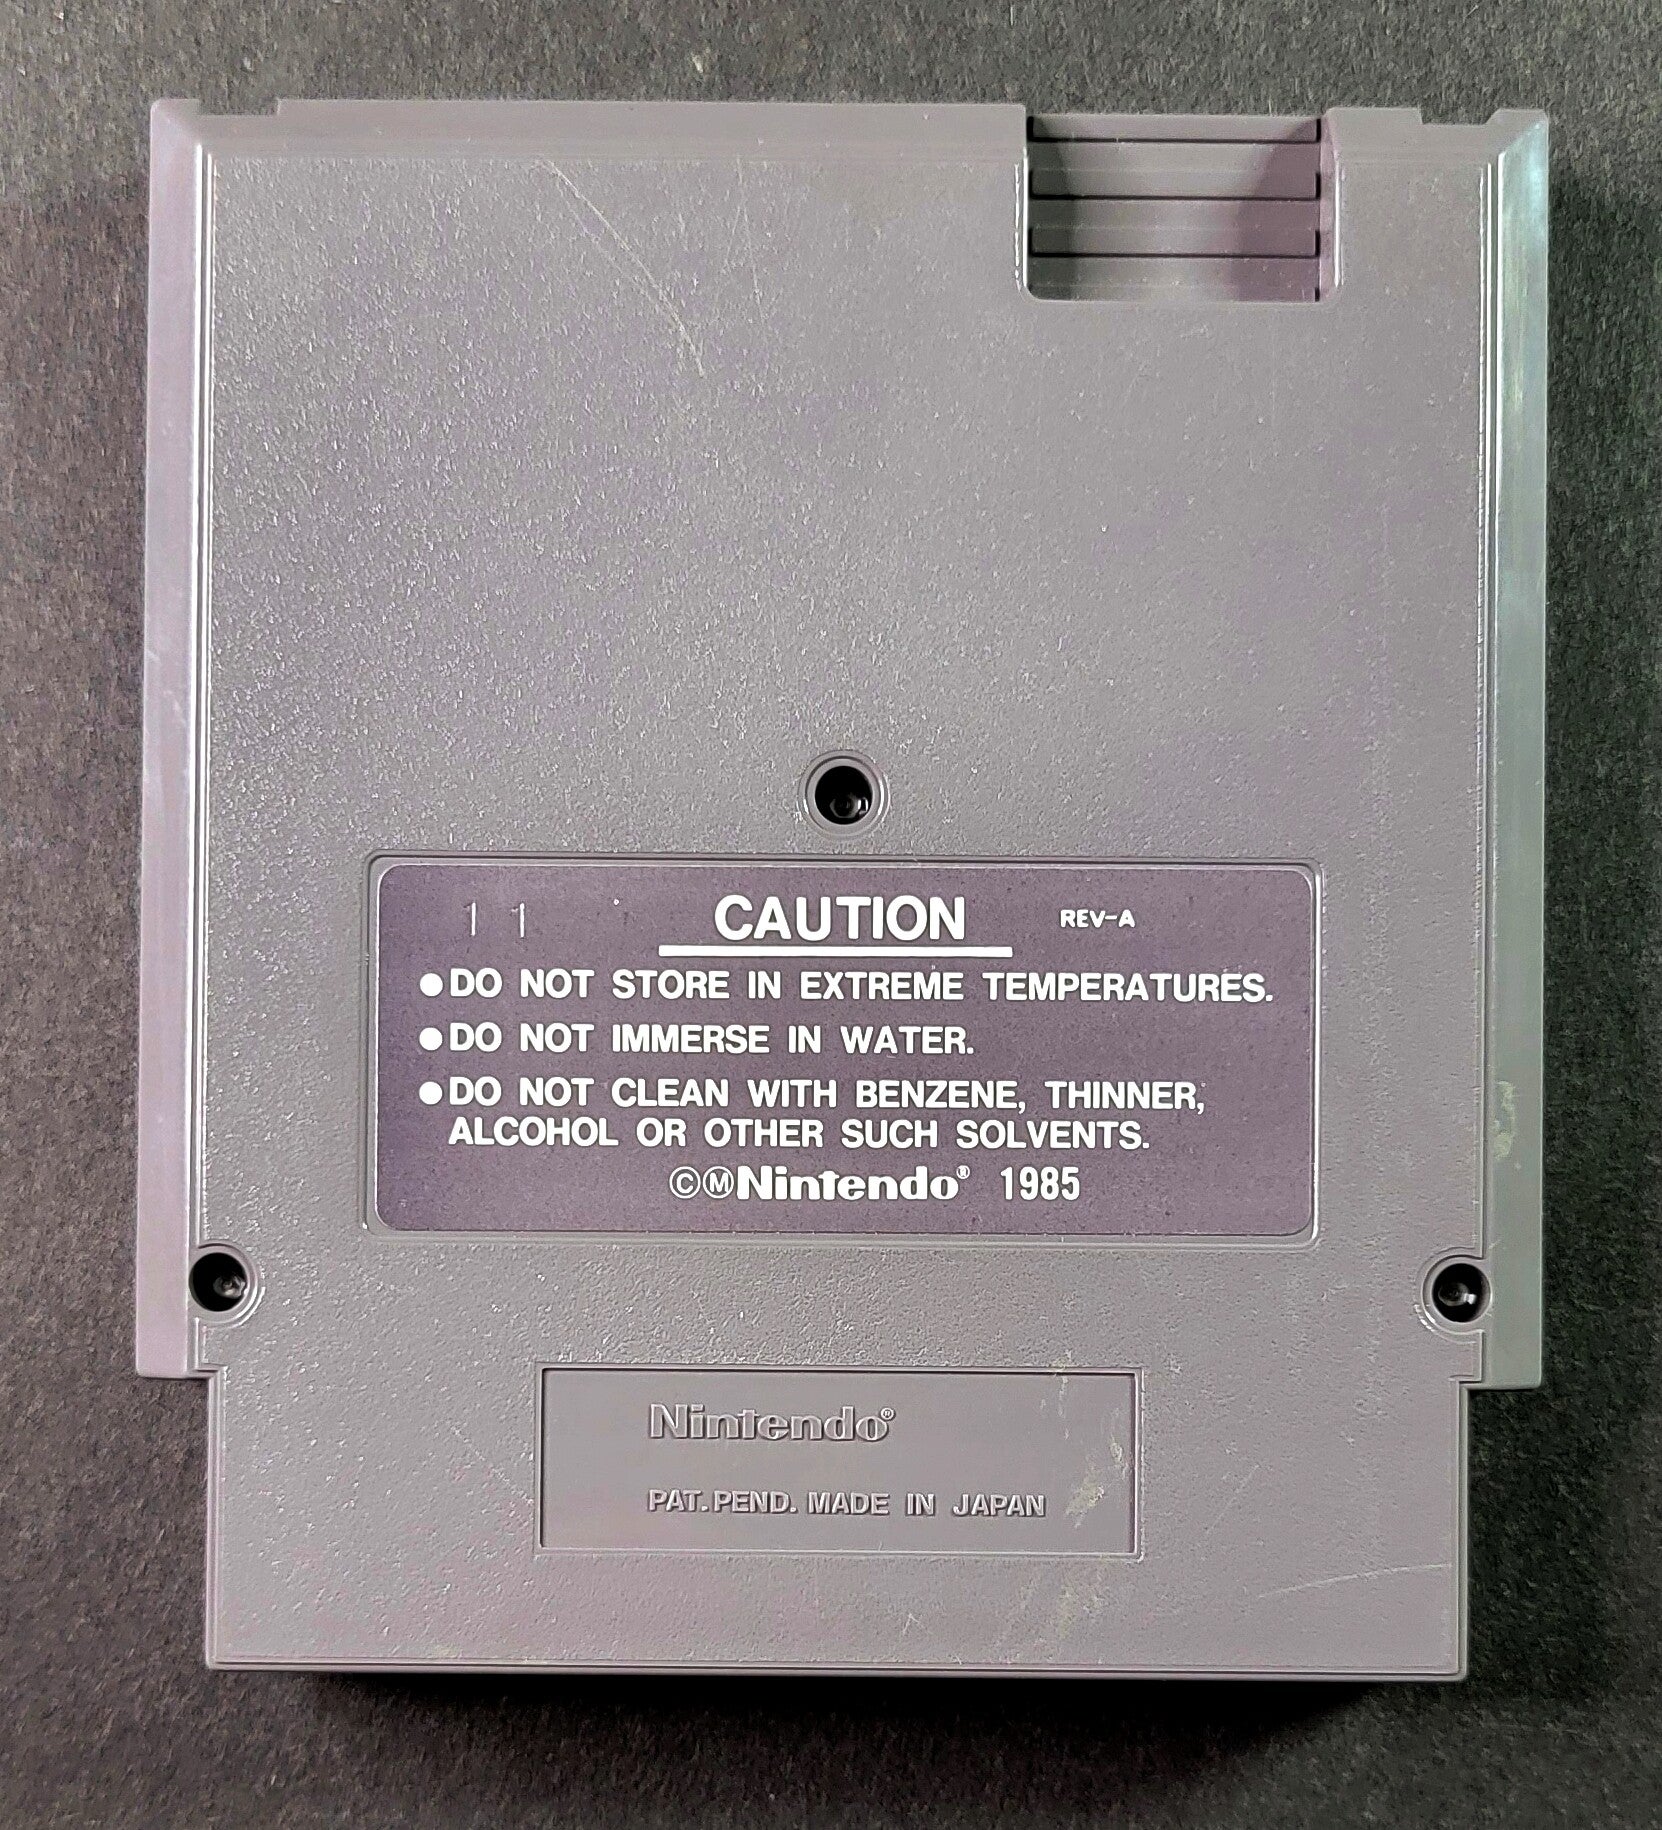 11 CAUTION REV-A
●DO NOT STORE IN EXTREME TEMPERATURES.
●DO NOT IMMERSE IN WATER.
●DO NOT CLEAN WITH BENZENE, THINNER,
ALCOHOL OR OTHER SUCH SOLVENTS.
©ⓂNintendo® 1985
Nintendo®
PAT. PEND. MADE IN JAPAN